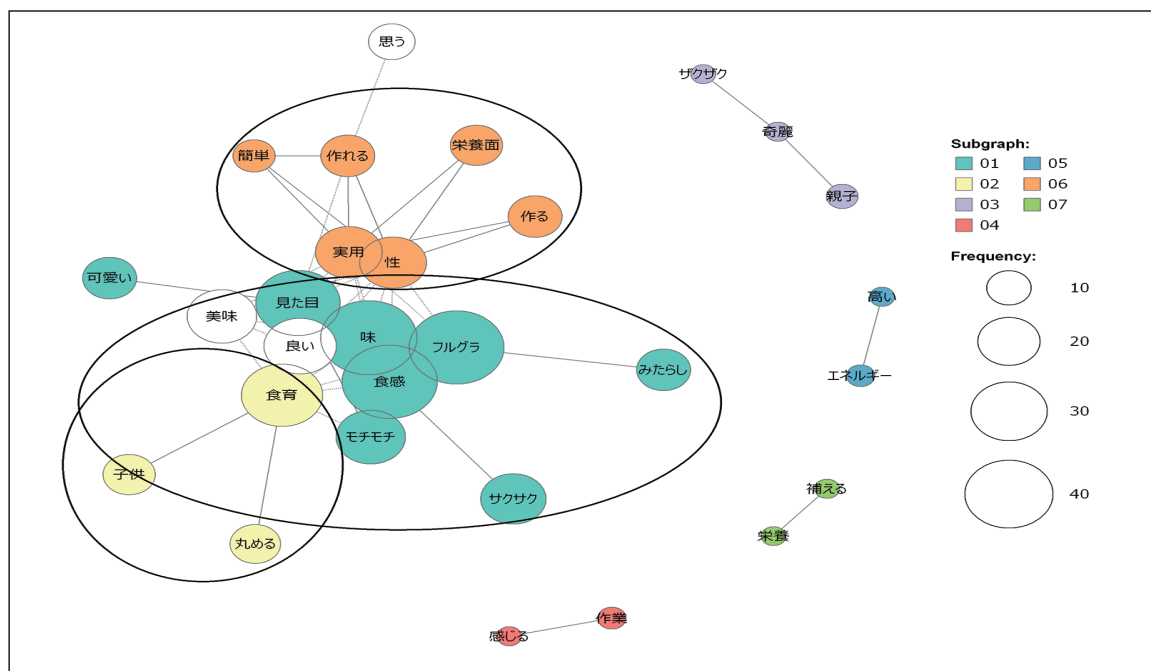 思う
ザクザク
奇麗
親子
簡単
作れる
栄養面
作る
実用
性
可愛い
見た目
美味
良い
味
フルグラ
食感
みたらし
食育
モチモチ
子供
サクサク
丸める
高い
エネルギー
補える
栄養
作業
感じる
Subgraph:
01 05
02 06
03 07
04
Frequency:
10
20
30
40